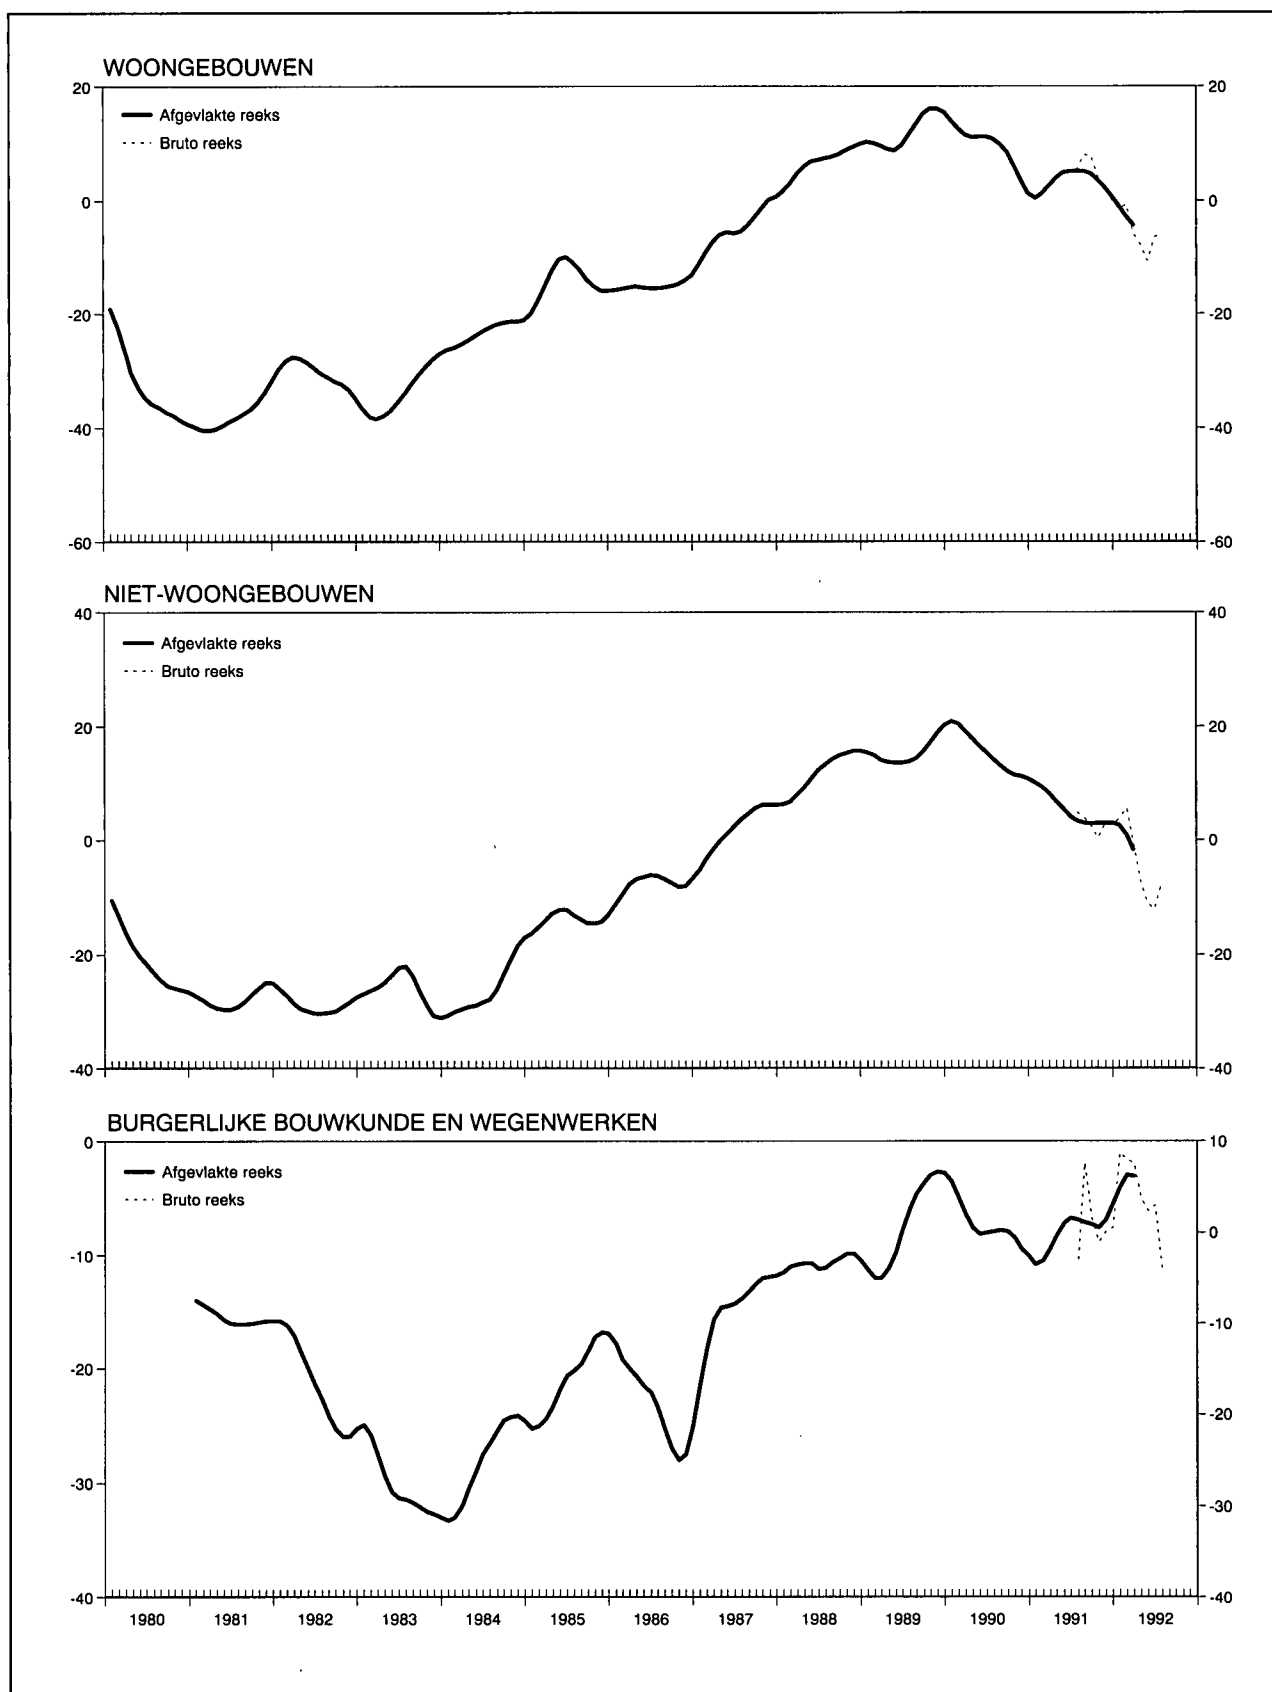 WOONGEBOUWEN
20 20
Afgevlakte reeks
Bruto reeks
0 0
-20 -20
-40 -40
-60 -60
NIET-WOONGEBOUWEN
40 40
Afgevlakte reeks
Bruto reeks
20 20
0 0
-20 -20
-40 -40
BURGERLIJKE BOUWKUNDE EN WEGENWERKEN
0 10
Afgevlakte reeks
Bruto reeks
0
-10
-10
-20
-20
-30
-30
-40 -40
1980 1981 1982 1983 1984 1985 1986 1987 1988 1989 1990 1991 1992